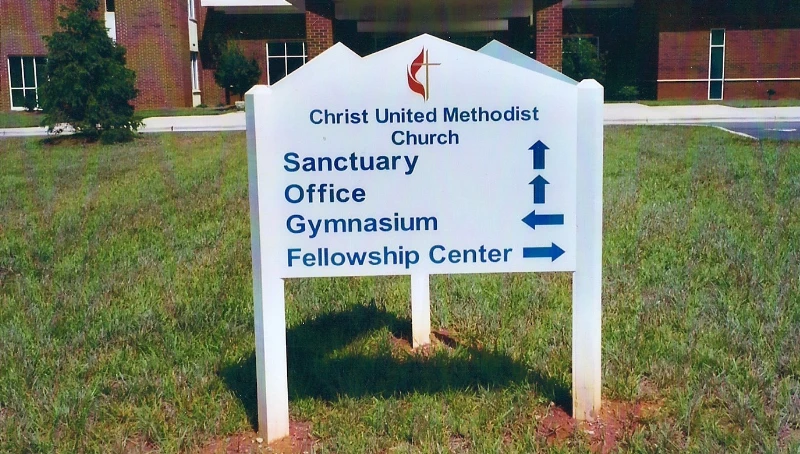 Christ United Methodist
Church
Sanctuary
Office
Gymnasium
Fellowship Center